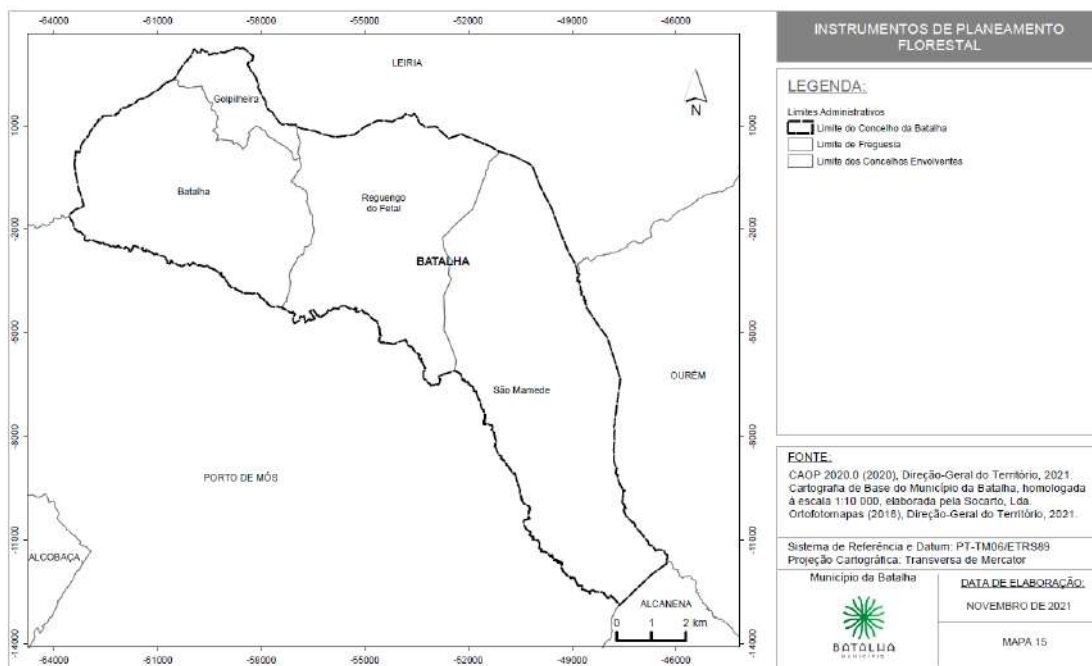 -64000 -61000 -58000 -55000 -52000 -49000 -46000
LEIRIA
Golpilheira
N
1000 1000
Batalha
Reguengo
do Fetal
-2000 -2000
BATALHA
-5000 -5000
OURÉM
São Mamede
-8000 -8000
PORTO DE MÓS
-11000 -11000
ALCOBAÇA
ALCANENA
0 1 2 km
-14000 -14000
-64000 -61000 -58000 -55000 -52000 -49000 -46000
INSTRUMENTOS DE PLANEAMENTO
FLORESTAL
LEGENDA:
Limites Administrativos
Limite do Concelho da Batalha
Limite de Freguesia
Limite dos Concelhos Envolventes
FONTE:
CAOP 2020.0 (2020), Direção-Geral do Território, 2021.
Cartografia de Base do Município da Batalha, homologada
à escala 1:10 000, elaborada pela Socarto, Lda.
Ortofotomapas (2018), Direção-Geral do Território, 2021.
Sistema de Referência e Datum: PT-TM06/ETRS89
Projeção Cartográfica: Transversa de Mercator
Município da Batalha
BATALHA
MUNICÍPIO
DATA DE ELABORAÇÃO:
NOVEMBRO DE 2021
MAPA 15